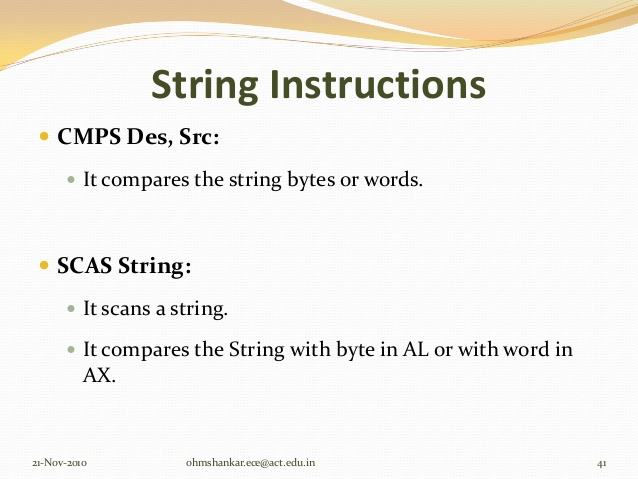 String Instructions
• CMPS Des, Src:
• It compares the string bytes or words.
• SCAS String:
• It scans a string.
• It compares the String with byte in AL or with word in
AX.
21-Nov-2010 ohmshankar.ece@act.edu.in 41